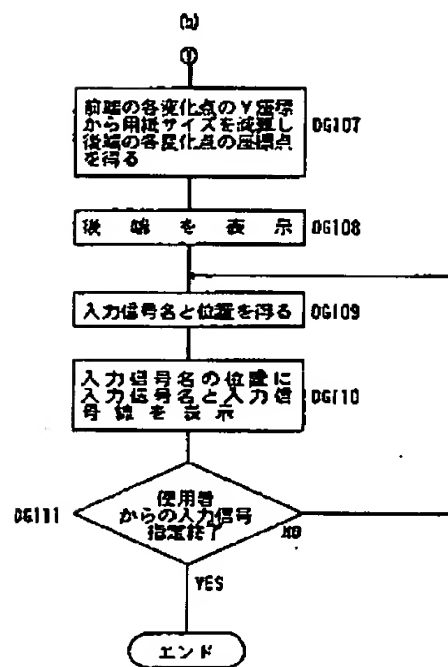 (b)
①
前端の各変化点のY座標
から用紙サイズを減算し
後端の各変化点の座標点
を得る
DG107
後端を表示
DG108
入力信号名と位置を得る
DG109
入力信号名の位置に
入力信号名と入力信
号線を表示
DG110
使用者
からの入力信号
指定終了
DG111
NO
YES
エンド